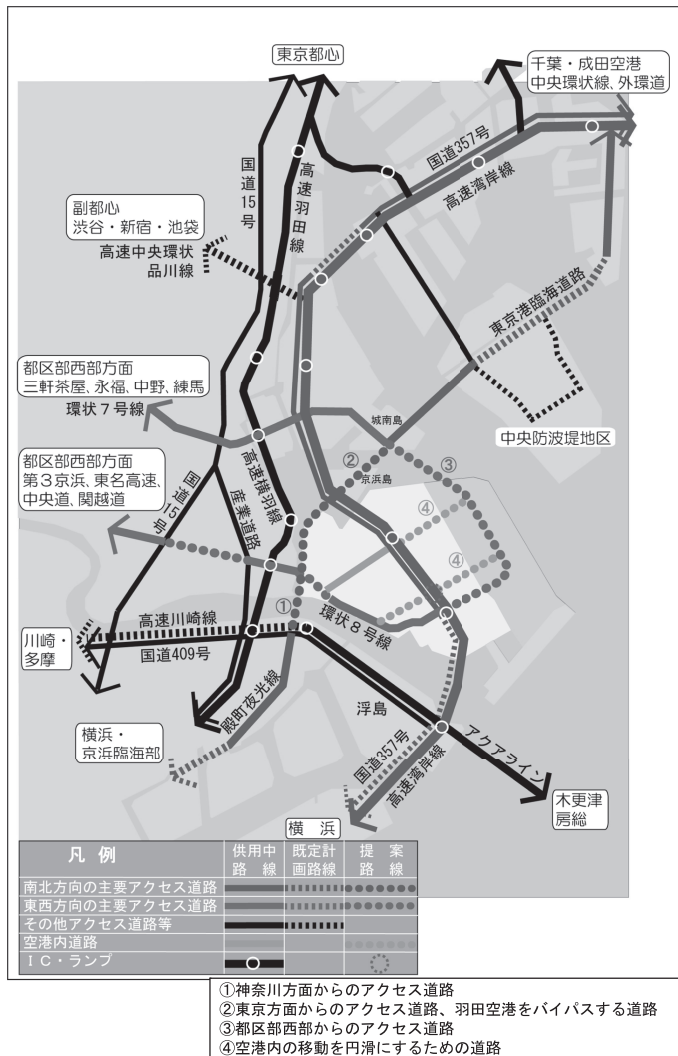 東京都心
千葉・成田空港
中央環状線、外環道
国道357号
高速湾岸線
国道15号
高速羽田線
副都心
渋谷・新宿・池袋
高速中央環状
品川線
東京港臨海道路
都区部西部方面
三軒茶屋、永福、中野、練馬
環状７号線
城南島
中央防波堤地区
都区部西部方面
第３京浜、東名高速、
中央道、関越道
国道15号
産業道路
高速横羽線
②
京浜島
③
④
④
①
環状８号線
高速川崎線
国道409号
川崎・
多摩
殿町夜光線
浮島
横浜・
京浜臨海部
国道357号
高速湾岸線
アクアライン
木更津
房総
横　浜
凡　例
供用中
路　線
既定計
画路線
提　案
路　線
南北方向の主要アクセス道路
東西方向の主要アクセス道路
その他アクセス道路等
空港内道路
ＩＣ・ランプ
①神奈川方面からのアクセス道路
②東京方面からのアクセス道路、羽田空港をバイパスする道路
③都区部西部からのアクセス道路
④空港内の移動を円滑にするための道路